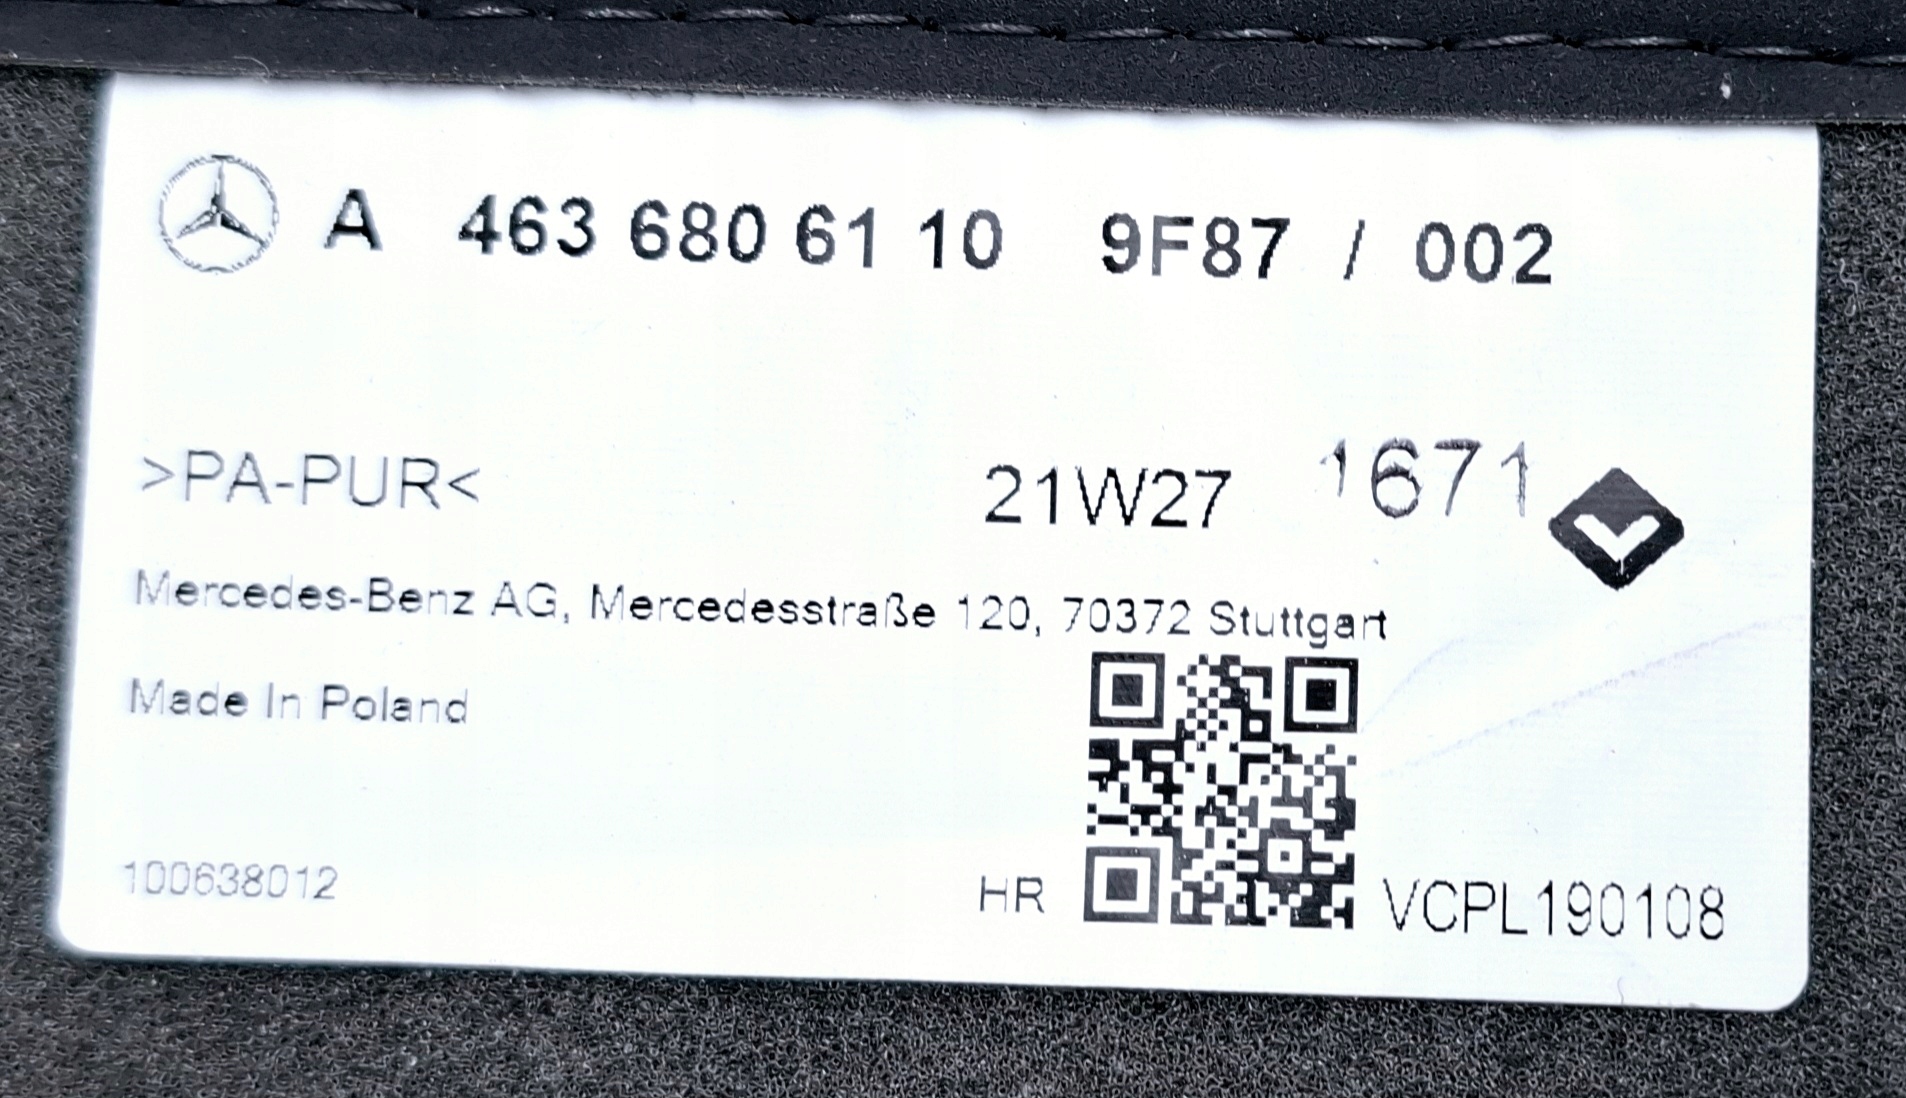 A 463 680 61 10 9F87 / 002
>PA-PUR< 21W27 1671
Mercedes-Benz AG, Mercedesstraße 120, 70372 Stuttgart
Made In Poland
100638012 HR VCPL190108